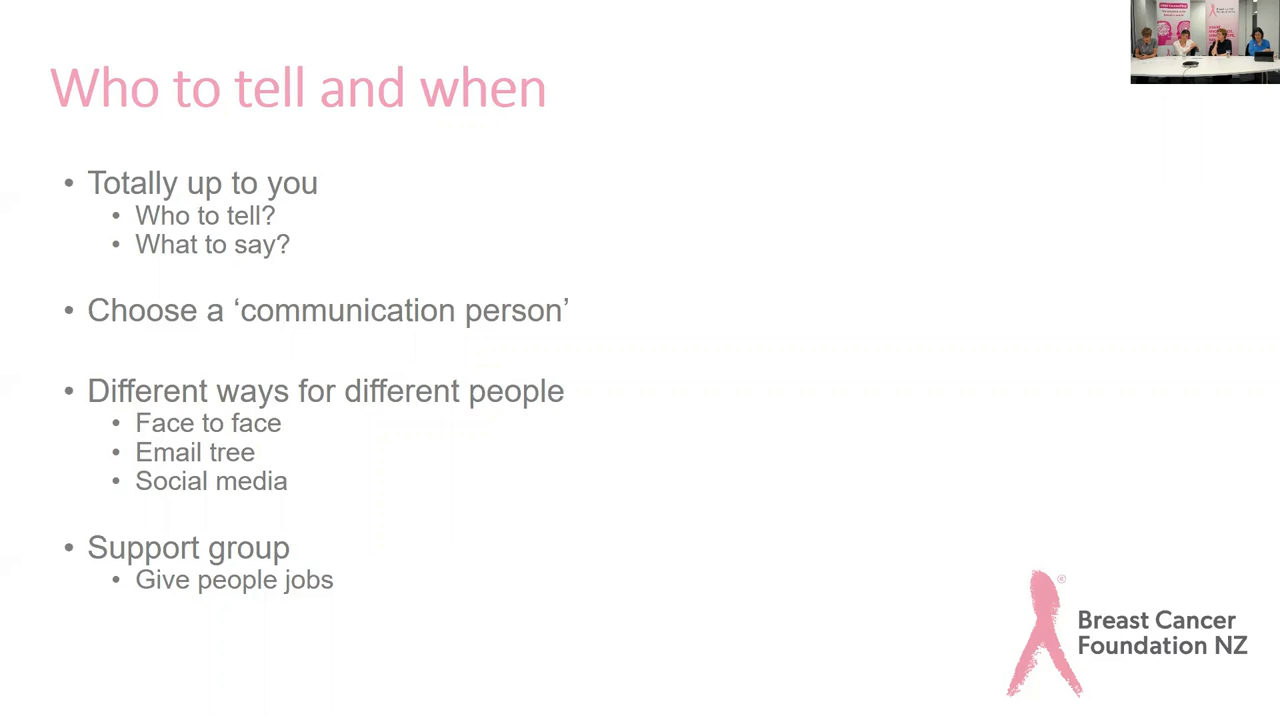 Who to tell and when
• Totally up to you
• Who to tell?
• What to say?
• Choose a ‘communication person’
• Different ways for different people
• Face to face
• Email tree
• Social media
• Support group
• Give people jobs
®
Breast Cancer
Foundation NZ